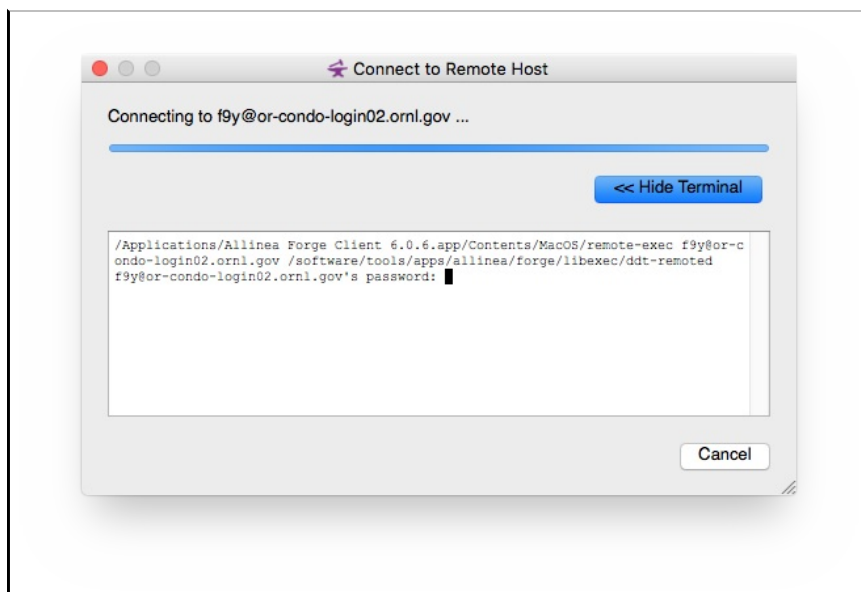 Connect to Remote Host
Connecting to f9y@or-condo-login02.ornl.gov ...
<< Hide Terminal
/Applications/Allinea Forge Client 6.0.6.app/Contents/MacOS/remote-exec f9y@or-c
ondo-login02.ornl.gov /software/tools/apps/allinea/forge/libexec/ddt-remoted
f9y@or-condo-login02.ornl.gov's password:
Cancel